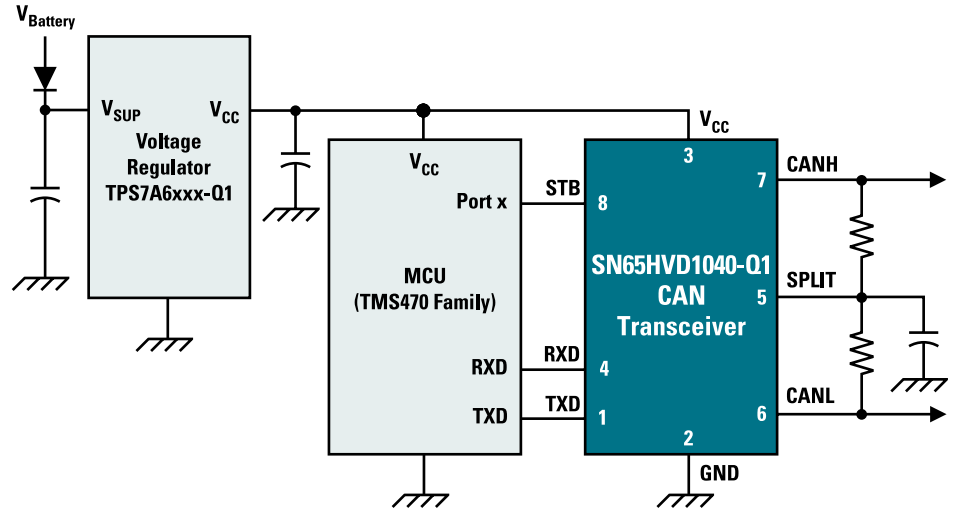 VBattery
VSUP
VCC
Voltage
Regulator
TPS7A6xxx-Q1
VCC
Port x
MCU
(TMS470 Family)
RXD
TXD
STB
RXD
TXD
VCC
3
8
7
SN65HVD1040-Q1
CAN
Transceiver
5
4
1
6
2
GND
CANH
SPLIT
CANL